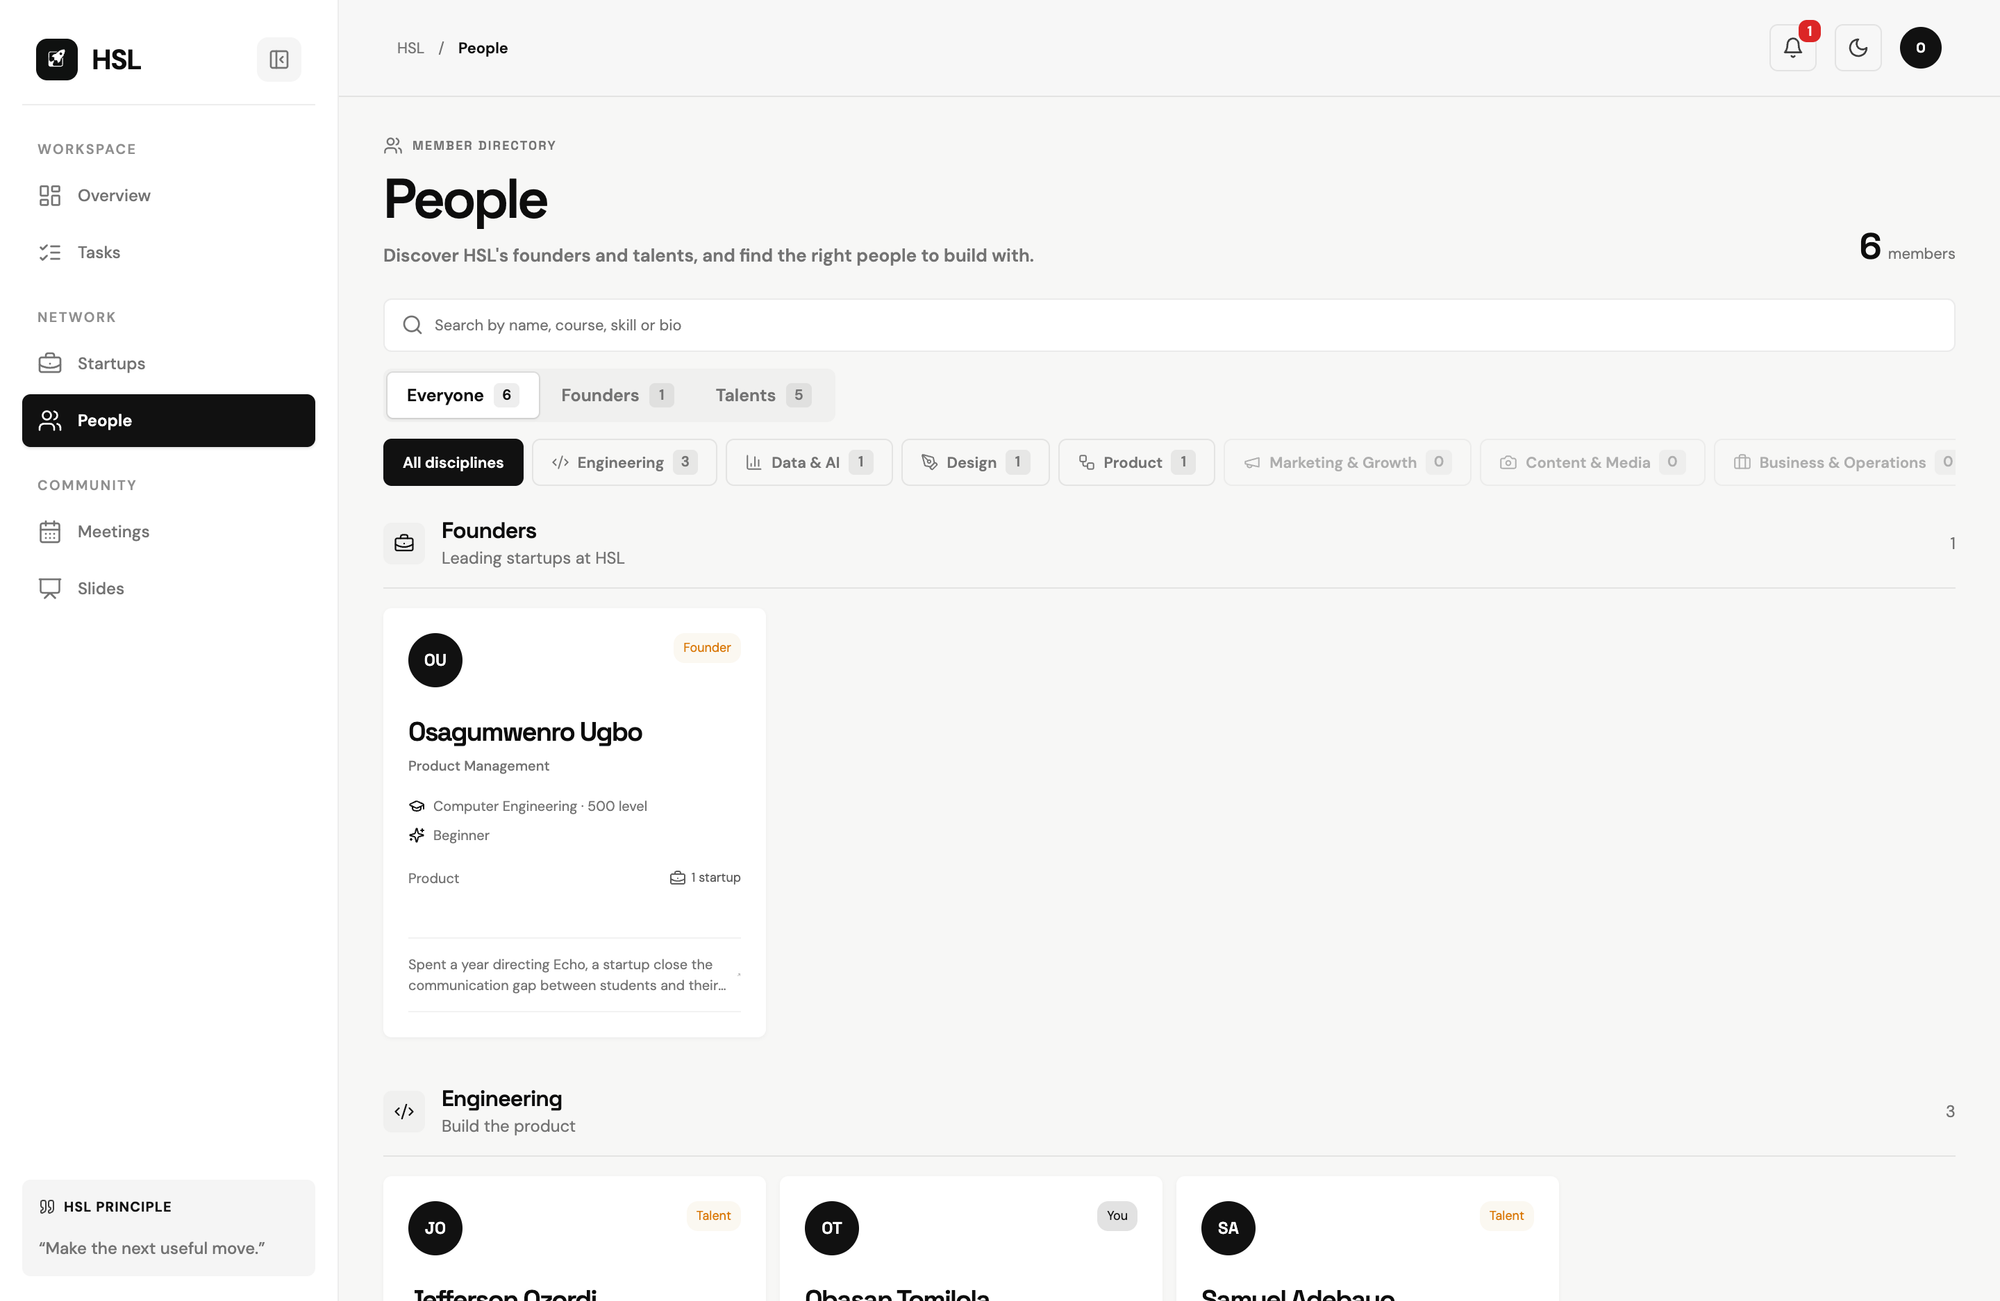 HSL
HSL / People
1
O
WORKSPACE
Overview
Tasks
NETWORK
Startups
People
COMMUNITY
Meetings
Slides
HSL PRINCIPLE
“Make the next useful move.”
MEMBER DIRECTORY
People
Discover HSL's founders and talents, and find the right people to build with.
6 members
Search by name, course, skill or bio
Everyone 6 Founders 1 Talents 5
All disciplines Engineering 3 Data & AI 1 Design 1 Product 1 Marketing & Growth 0 Content & Media 0 Business & Operations 0
Founders
Leading startups at HSL
1
OU
Founder
Osagumwenro Ugbo
Product Management
Computer Engineering · 500 level
Beginner
Product
1 startup
Spent a year directing Echo, a startup close the
communication gap between students and their...
Engineering
Build the product
3
JO
Talent
Jefferson Ozordi
OT
You
Obasan Tomilola
SA
Talent
Samuel Adebayo